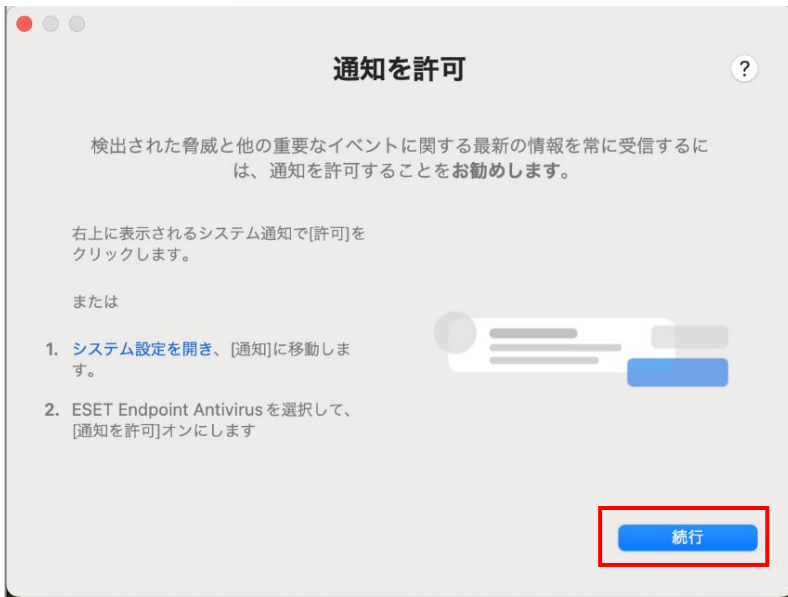 通知を許可
?
検出された脅威と他の重要なイベントに関する最新の情報を常に受信するに
は、通知を許可することをお勧めします。
右上に表示されるシステム通知で[許可]を
クリックします。
または
1. システム設定を開き、[通知]に移動しま
す。
2. ESET Endpoint Antivirusを選択して、
[通知を許可]オンにします
続行